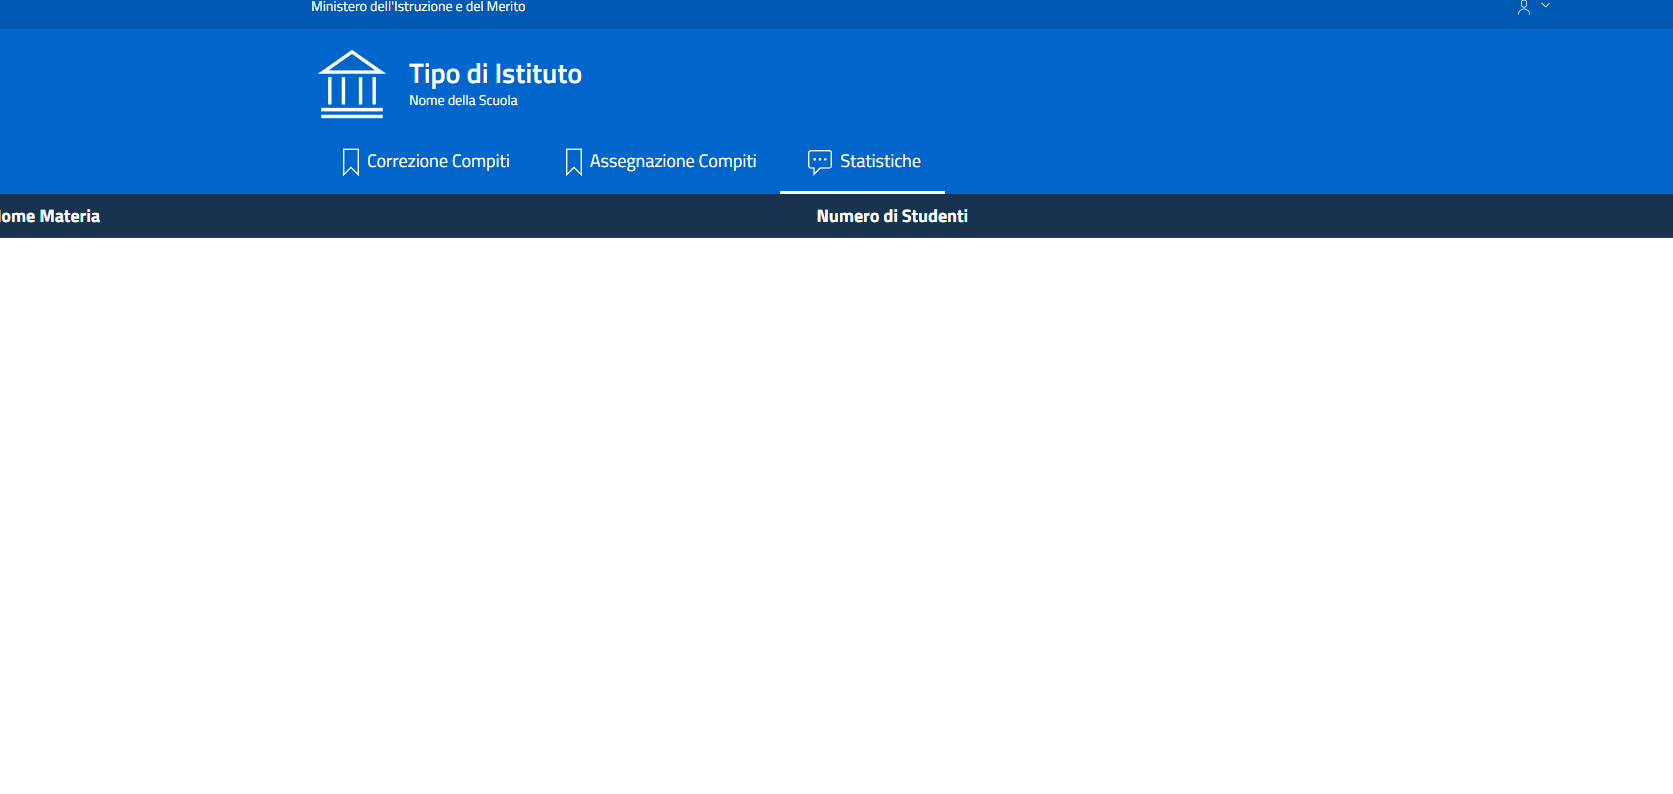 Ministero dell'Istruzione e del Merito
Tipo di Istituto
Nome della Scuola
Correzione Compiti
Assegnazione Compiti
Statistiche
ome Materia
Numero di Studenti